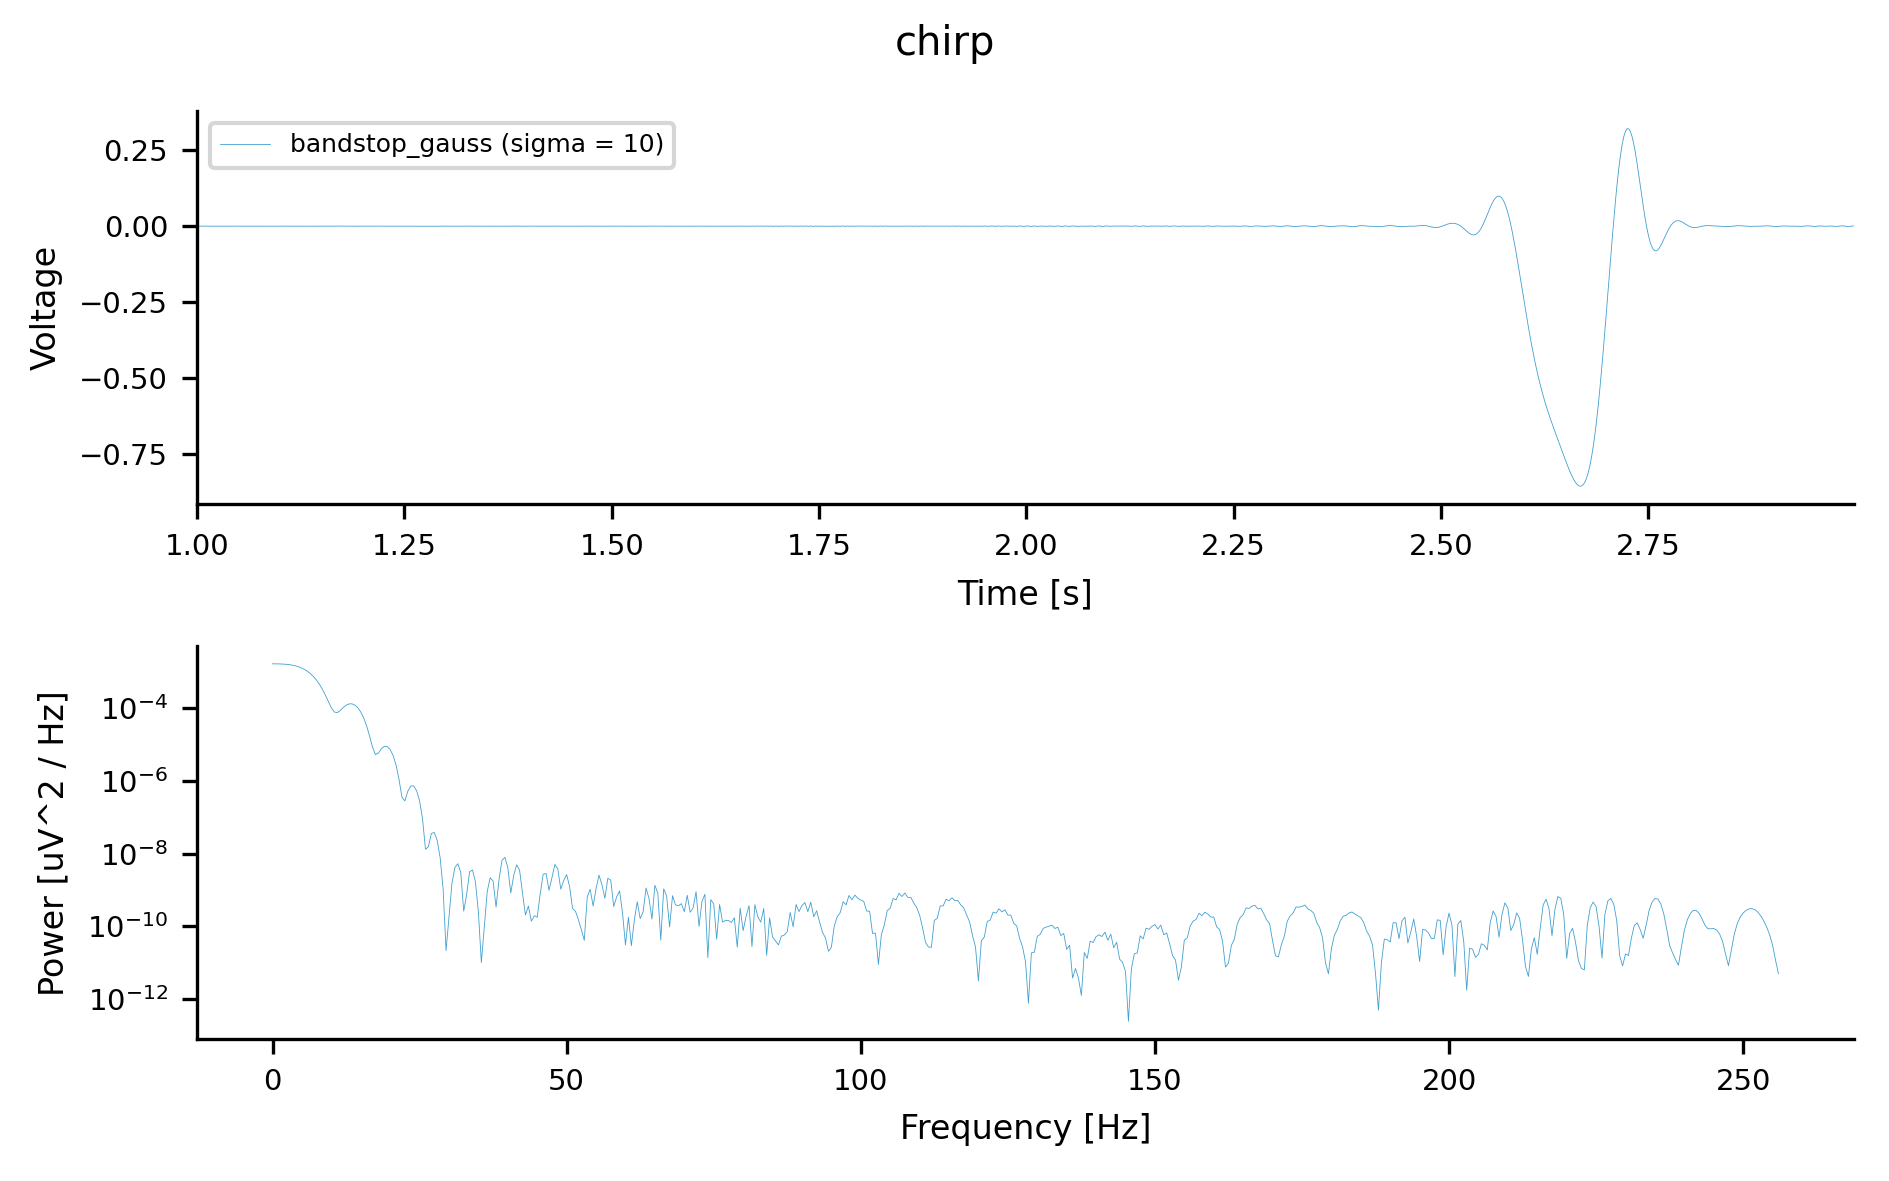 chirp
bandstop_gauss (sigma = 10)
Voltage
0.25
0.00
−0.25
−0.50
−0.75
1.00 1.25 1.50 1.75 2.00 2.25 2.50 2.75
Time [s]
Power [uV^2 / Hz]
10⁻⁴
10⁻⁶
10⁻⁸
10⁻¹⁰
10⁻¹²
0 50 100 150 200 250
Frequency [Hz]